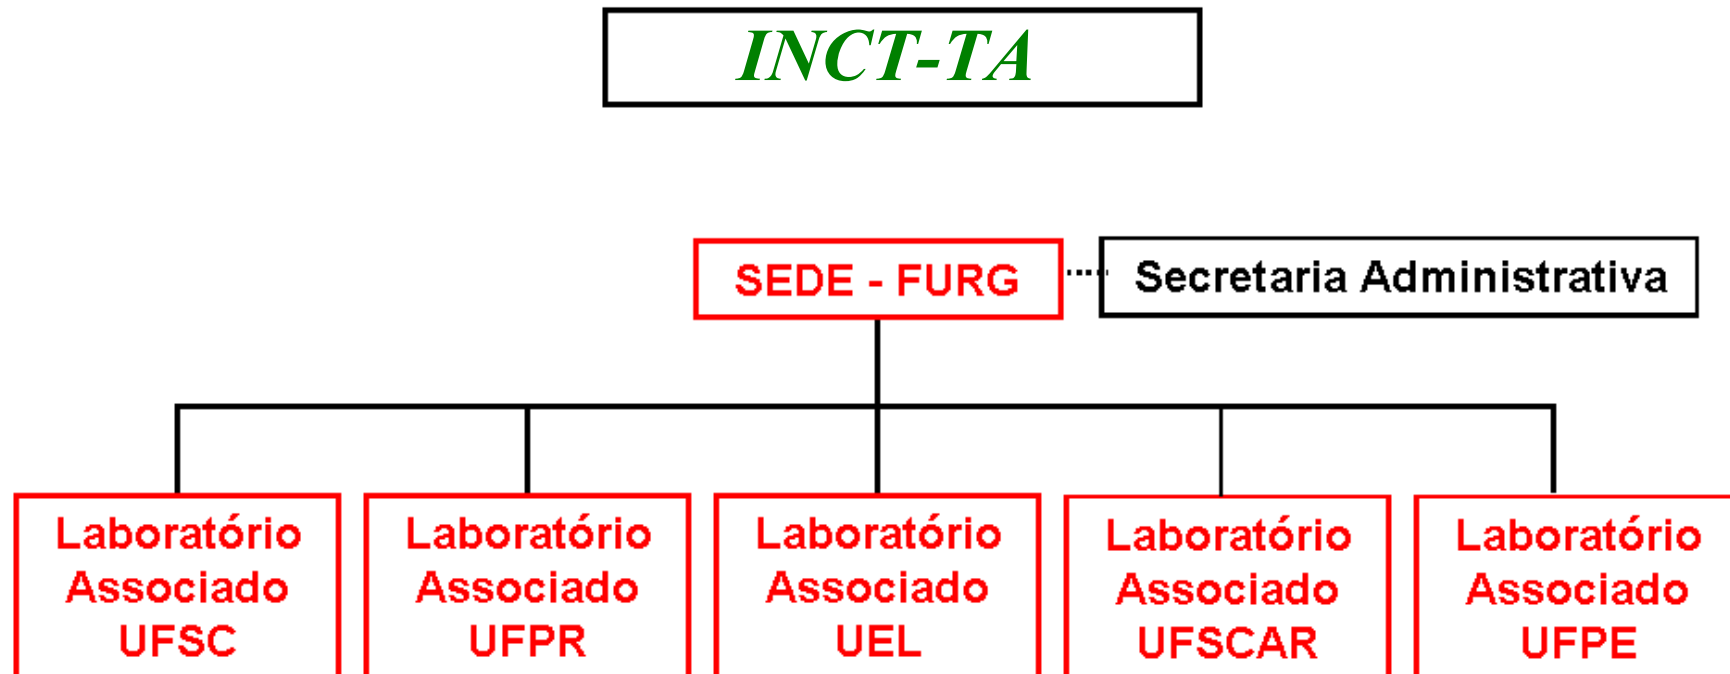 INCT-TA
SEDE - FURG
Secretaria Administrativa
Laboratório
Associado
UFSC
Laboratório
Associado
UFPR
Laboratório
Associado
UEL
Laboratório
Associado
UFSCAR
Laboratório
Associado
UFPE